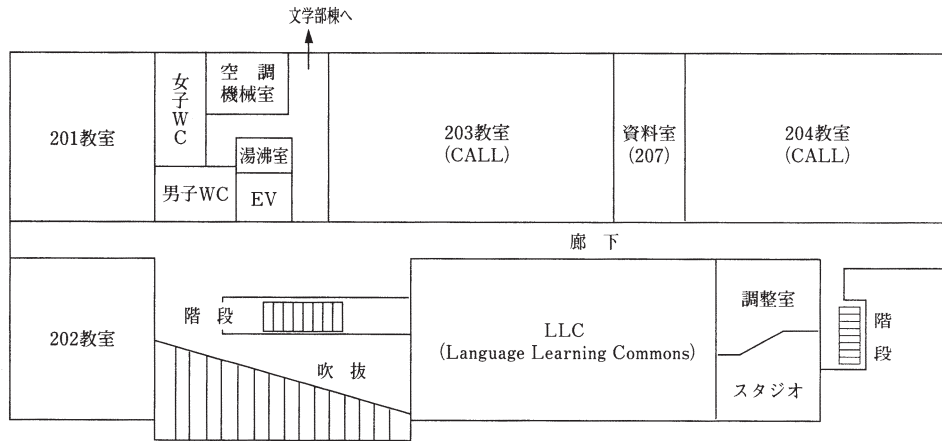 文学部棟へ
201教室
女子WC
空調
機械室
湯沸室
男子WC
EV
203教室
(CALL)
資料室
(207)
204教室
(CALL)
廊下
202教室
階段
吹抜
LLC
(Language Learning Commons)
調整室
スタジオ
階段